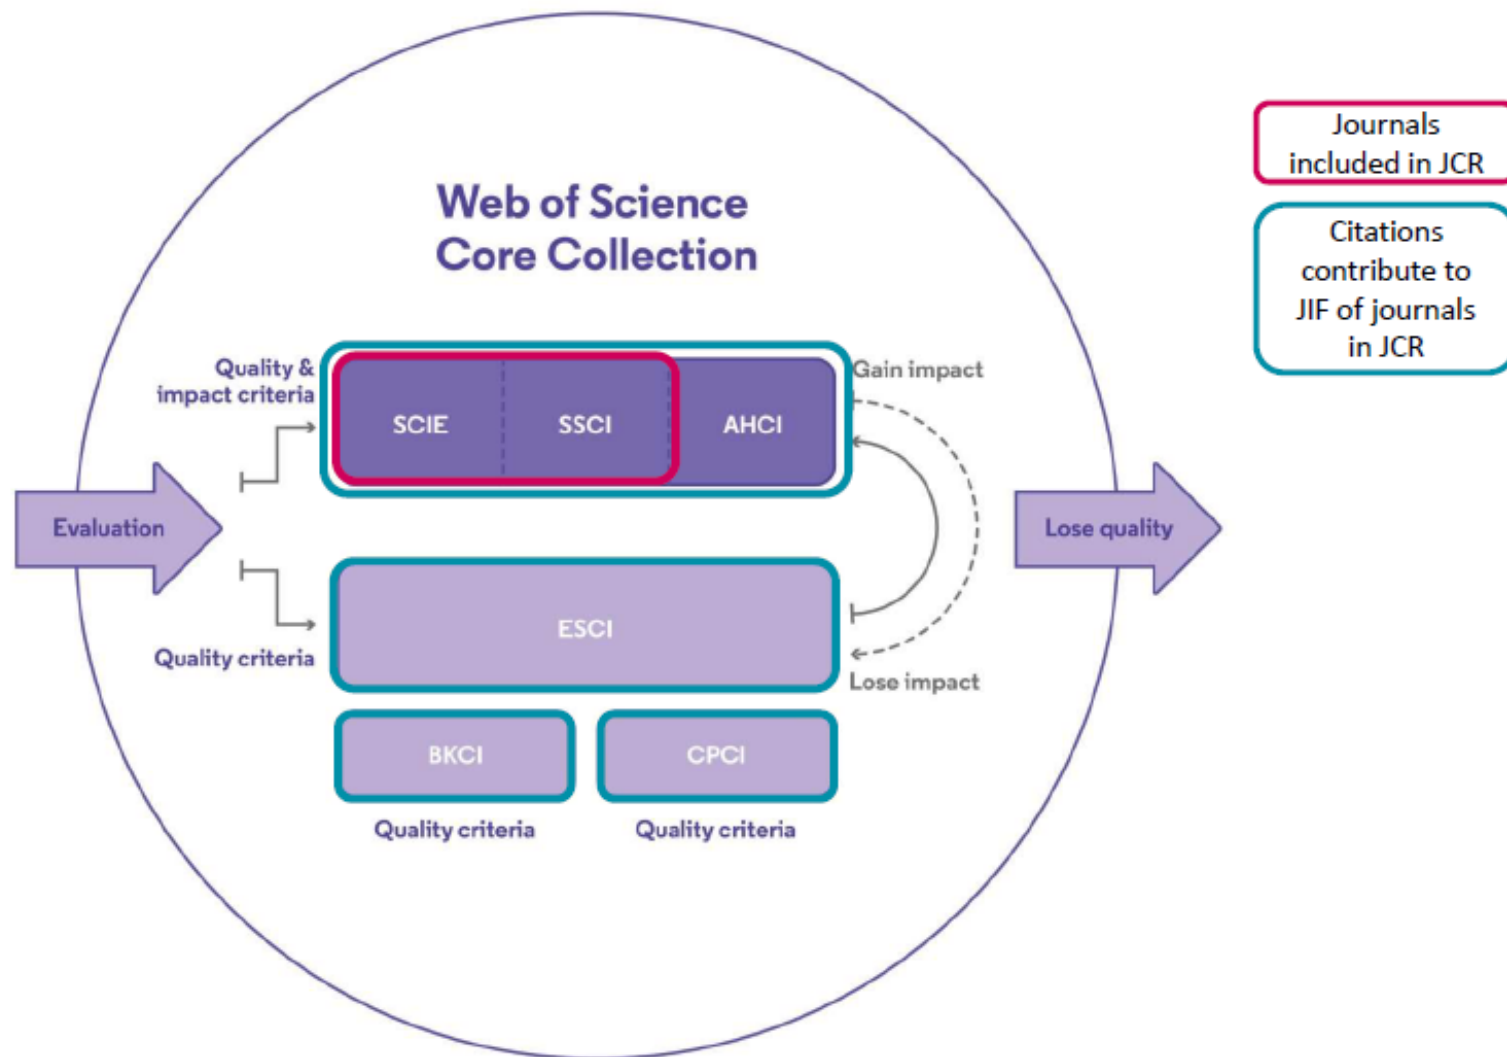 Journals
included in JCR
Citations
contribute to
JIF of journals
in JCR
Web of Science
Core Collection
Quality &
impact criteria
SCIE
SSCI
AHCI
Gain impact
Evaluation
Lose quality
ESCI
Quality criteria
Lose impact
BKCI
CPCI
Quality criteria
Quality criteria